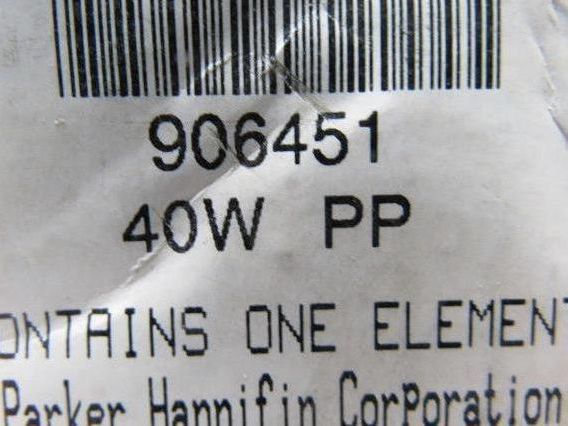 906451
40W PP
ONTAINS ONE ELEMENT
Parker Hannifin Corporation